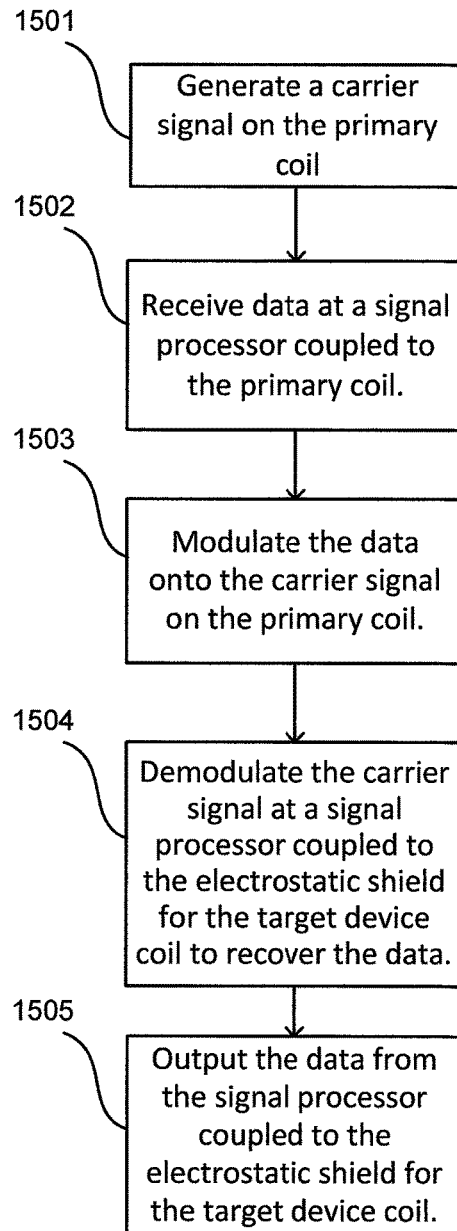 1501
Generate a carrier
signal on the primary
coil
1502
Receive data at a signal
processor coupled to
the primary coil.
1503
Modulate the data
onto the carrier signal
on the primary coil.
1504
Demodulate the carrier
signal at a signal
processor coupled to
the electrostatic shield
for the target device
coil to recover the data.
1505
Output the data from
the signal processor
coupled to the
electrostatic shield for
the target device coil.